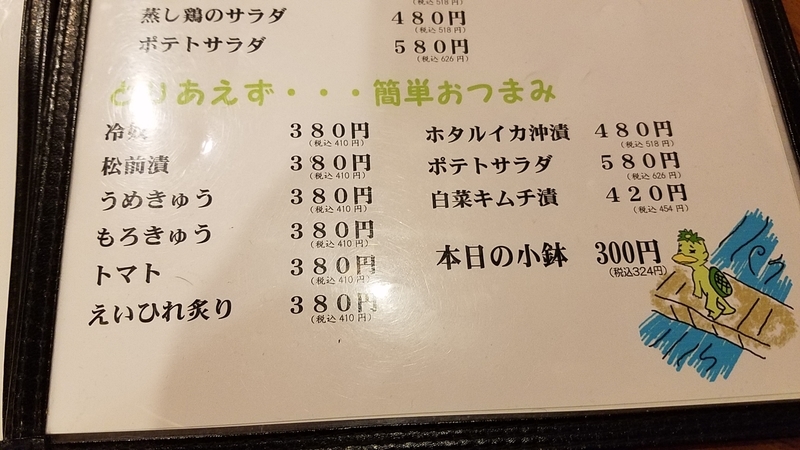 (税込518円)
蒸し鶏のサラダ 480円
(税込518円)
ポテトサラダ 580円
(税込626円)
とりあえず・・・簡単おつまみ
冷奴 380円
(税込410円)
松前漬 380円
(税込410円)
うめきゅう 380円
(税込410円)
もろきゅう 380円
(税込410円)
トマト 380円
(税込410円)
えいひれ炙り 380円
(税込410円)
ホタルイカ沖漬 480円
(税込518円)
ポテトサラダ 580円
(税込626円)
白菜キムチ漬 420円
(税込454円)
本日の小鉢 300円
(税込324円)